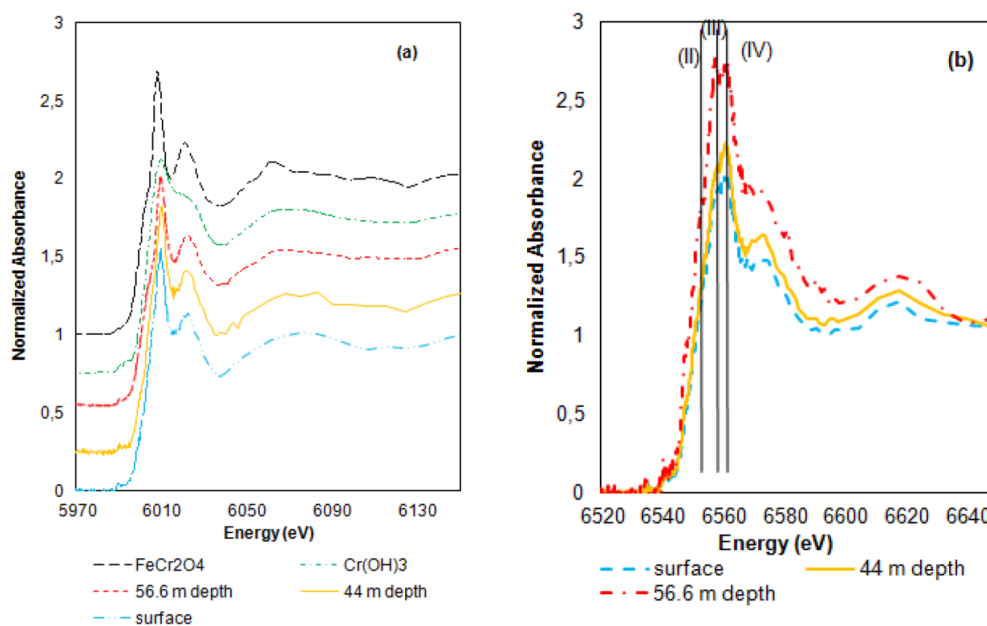 3
(a)
2,5
2
1,5
1
0,5
0
Normalized Absorbance
5970 6010 6050 6090 6130
Energy (eV)
FeCr2O4 Cr(OH)3
56.6 m depth 44 m depth
surface
3
(III)
(II) (IV) (b)
2,5
2
1,5
1
0,5
0
Normalized Absorbance
6520 6540 6560 6580 6600 6620 6640
Energy (eV)
surface 44 m depth
56.6 m depth